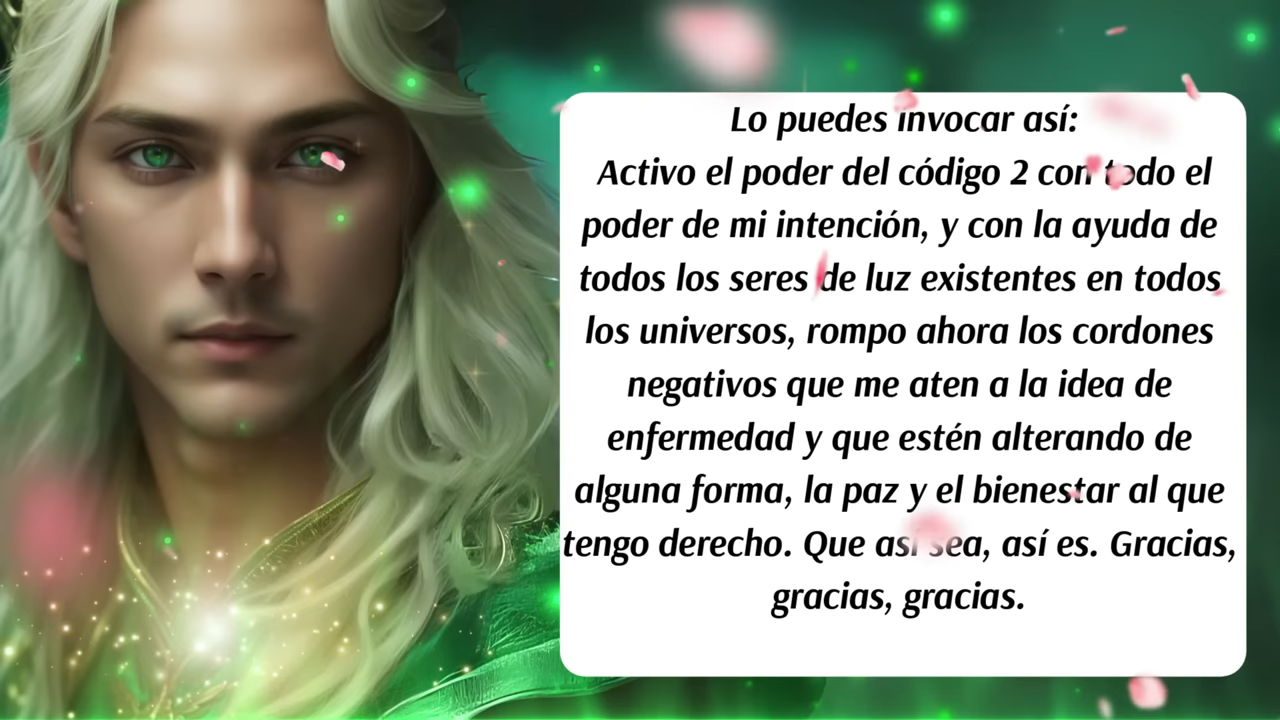 Lo puedes invocar así:
Activo el poder del código 2 con todo el
poder de mi intención, y con la ayuda de
todos los seres de luz existentes en todos
los universos, rompo ahora los cordones
negativos que me aten a la idea de
enfermedad y que estén alterando de
alguna forma, la paz y el bienestar al que
tengo derecho. Que así sea, así es. Gracias,
gracias, gracias.